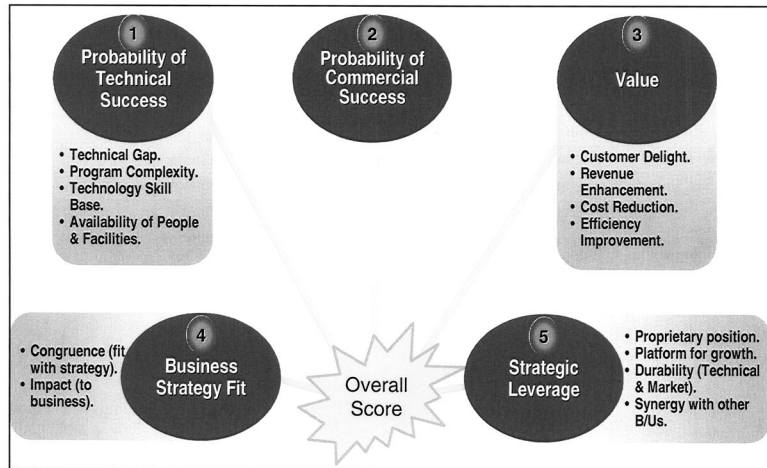 1
Probability of
Technical
Success
• Technical Gap.
• Program Complexity.
• Technology Skill
Base.
• Availability of People
& Facilities.
2
Probability of
Commercial
Success
3
Value
• Customer Delight.
• Revenue
Enhancement.
• Cost Reduction.
• Efficiency
Improvement.
4
Business
Strategy Fit
• Congruence (fit
with strategy).
• Impact (to
business).
Overall
Score
5
Strategic
Leverage
• Proprietary position.
• Platform for growth.
• Durability (Technical
& Market).
• Synergy with other
B/Us.